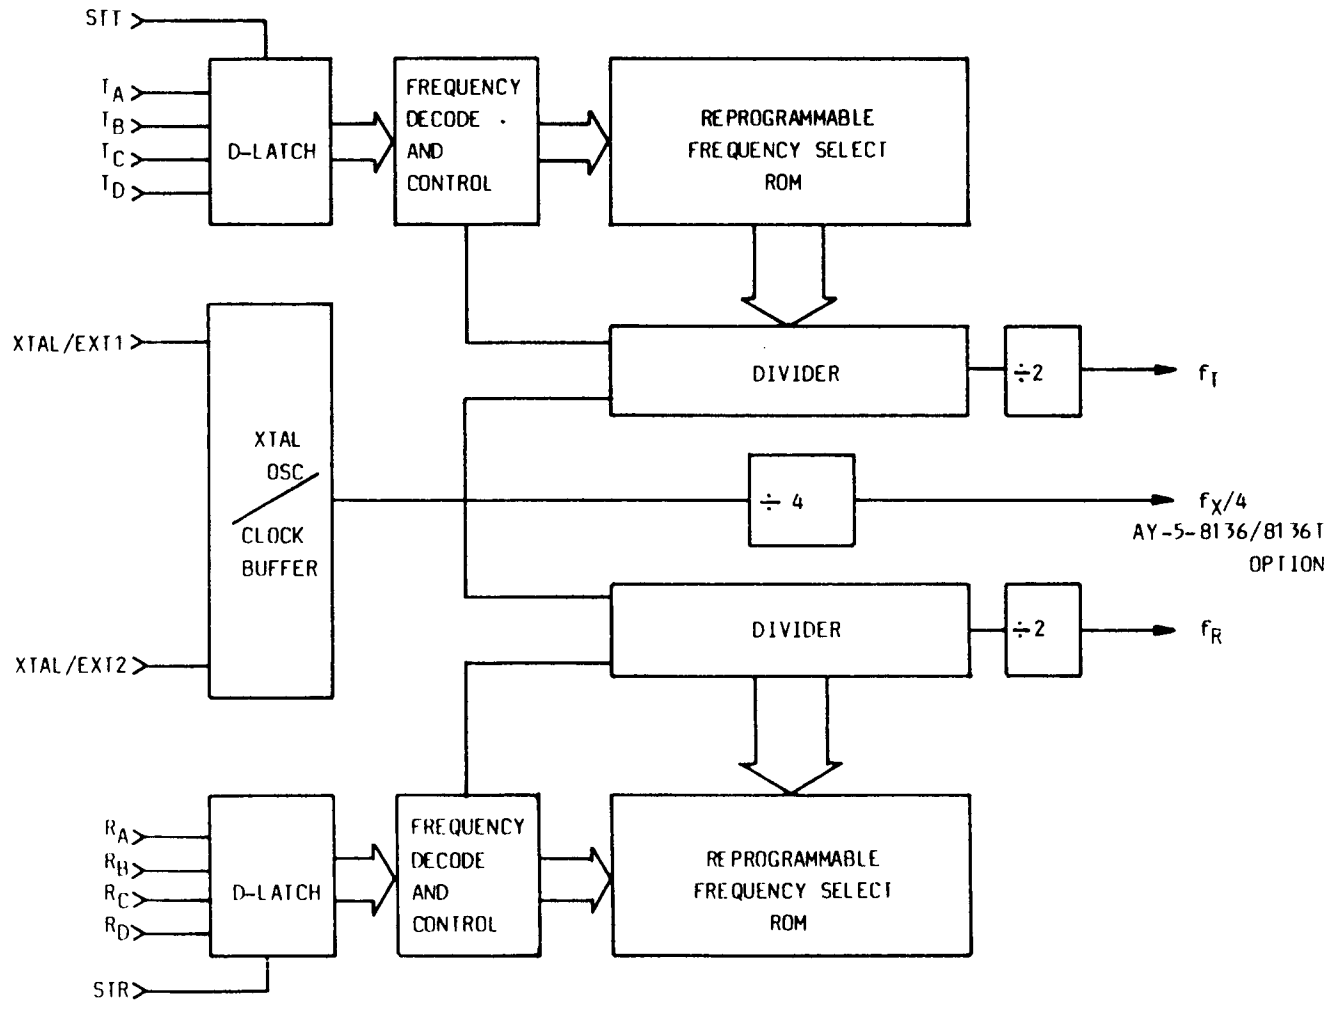 STT
TA
TB
TC
TD
D-LATCH
FREQUENCY
DECODE
AND
CONTROL
REPROGRAMMABLE
FREQUENCY SELECT
ROM
XTAL/EXT1
XTAL
OSC
CLOCK
BUFFER
XTAL/EXT2
DIVIDER
÷2
fT
÷ 4
fX/4
AY-5-8136/8136T
OPTION
DIVIDER
÷2
fR
RA
RB
RC
RD
STR
D-LATCH
FREQUENCY
DECODE
AND
CONTROL
REPROGRAMMABLE
FREQUENCY SELECT
ROM